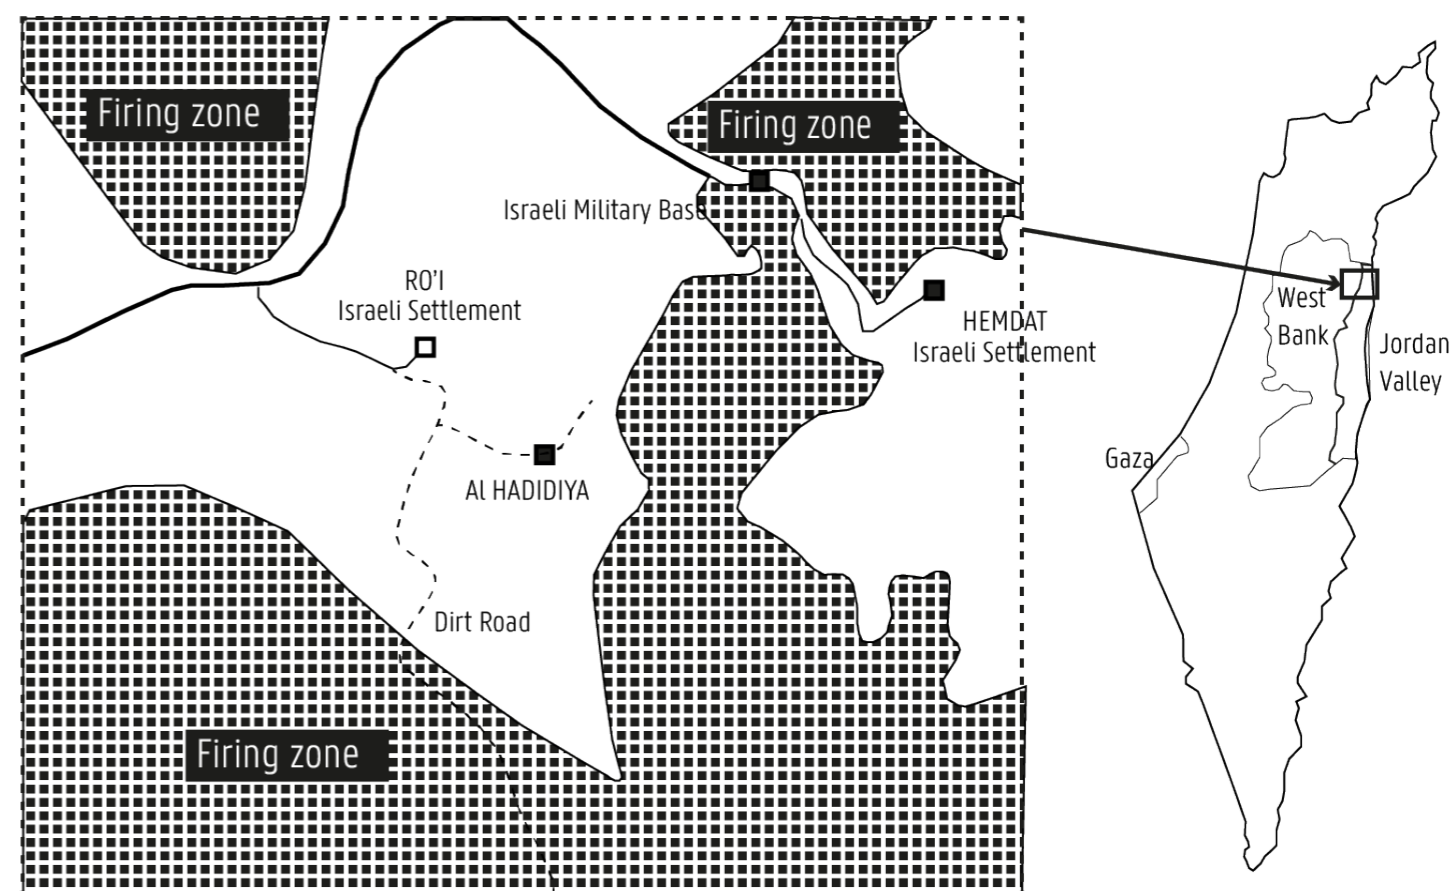 Firing zone
Firing zone
Israeli Military Base
RO'I
Israeli Settlement
HEMDAT
Israeli Settlement
Al HADIDIYA
Dirt Road
Firing zone
West
Bank
Jordan
Valley
Gaza